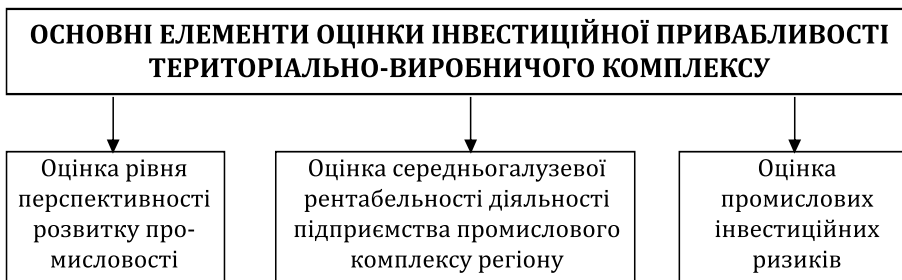 ОСНОВНІ ЕЛЕМЕНТИ ОЦІНКИ ІНВЕСТИЦІЙНОЇ ПРИВАБЛИВОСТІ
ТЕРИТОРІАЛЬНО-ВИРОБНИЧОГО КОМПЛЕКСУ
Оцінка рівня
перспективності
розвитку про-
мисловості
Оцінка середньогалузевої
рентабельності діяльності
підприємства промислового
комплексу регіону
Оцінка
промислових
інвестиційних
ризиків